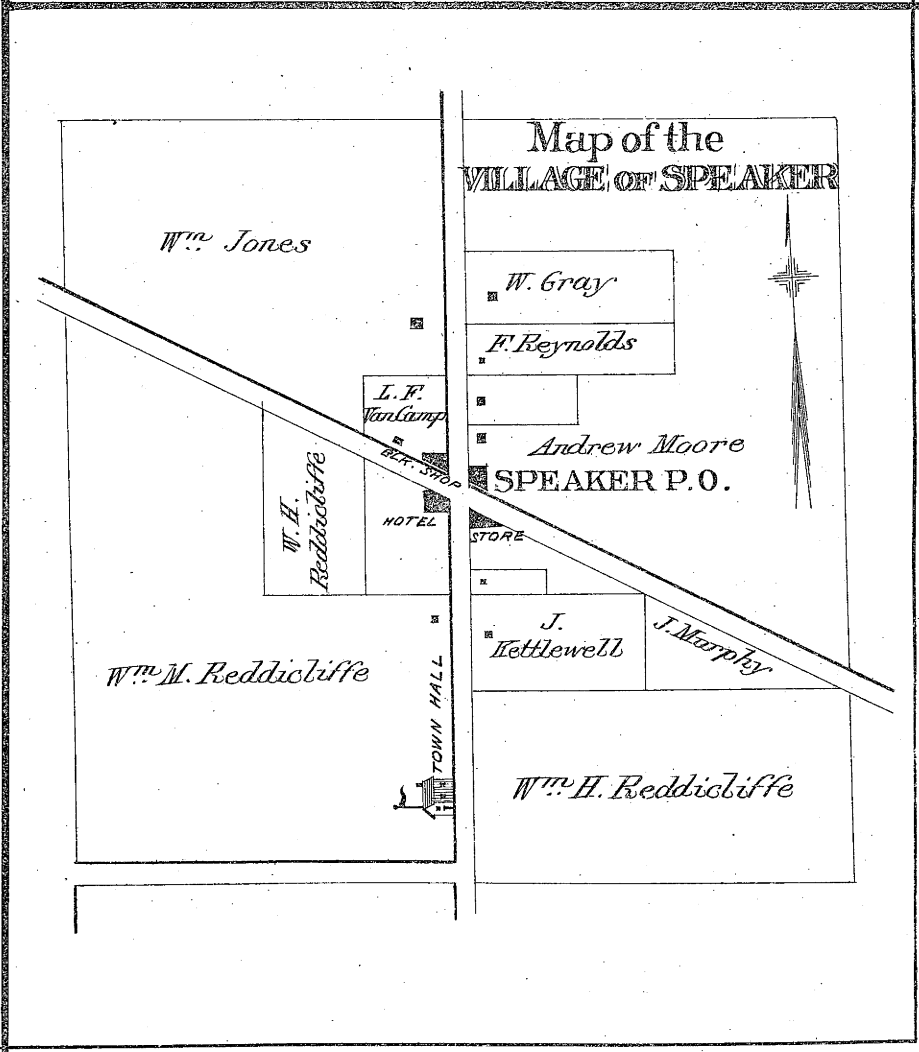 Map of the
VILLAGE OF SPEAKER
Wm. Jones
W. Gray
F. Reynolds
L. F.
VanCamp
Andrew Moore
BLK. SHOP
SPEAKER P.O.
W. H.
Reddicliffe
HOTEL
STORE
J.
Kettlewell
J. Murphy
Wm. M. Reddicliffe
TOWN HALL
Wm. H. Reddicliffe